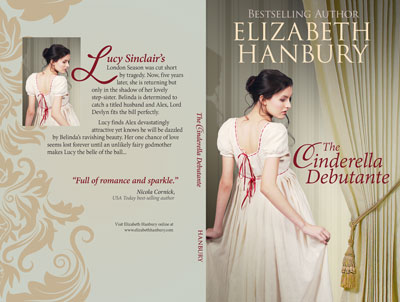 Lucy Sinclair's
London Season was cut short
by tragedy. Now, five years
later, she is returning but
only in the shadow of her lovely
step-sister. Belinda is determined to
catch a titled husband and Alex, Lord
Devlyn fits the bill perfectly.
Lucy finds Alex devastatingly
attractive yet knows he will be dazzled
by Belinda's ravishing beauty. Her one chance of love
seems lost forever until an unlikely fairy godmother
makes Lucy the belle of the ball...
"Full of romance and sparkle."
Nicola Cornick,
USA Today best-selling author
Visit Elizabeth Hanbury online at
www.elizabethhanbury.com
The Cinderella Debutante
HANBURY
BESTSELLING AUTHOR
ELIZABETH
HANBURY
The
Cinderella
Debutante